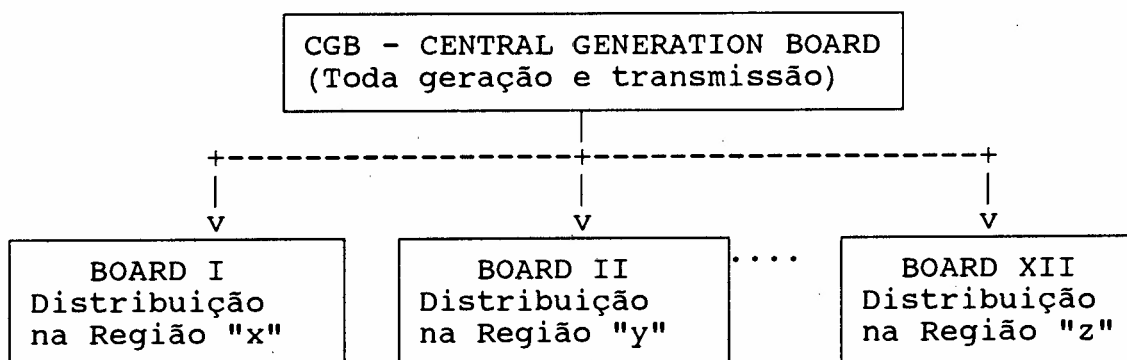 CGB - CENTRAL GENERATION BOARD
(Toda geração e transmissão)
BOARD I
Distribuição
na Região "x"
BOARD II
Distribuição
na Região "y"
....
BOARD XII
Distribuição
na Região "z"